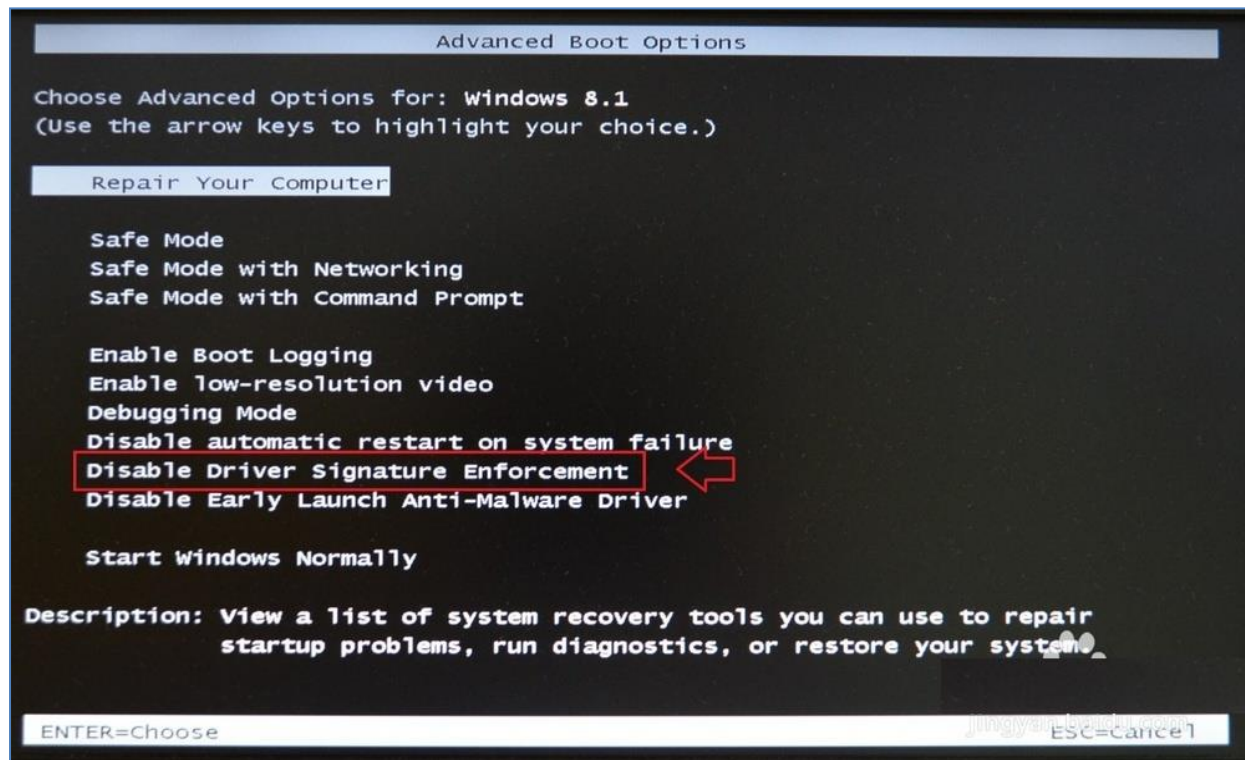 Advanced Boot Options
Choose Advanced Options for: Windows 8.1
(Use the arrow keys to highlight your choice.)
Repair Your Computer
Safe Mode
Safe Mode with Networking
Safe Mode with Command Prompt
Enable Boot Logging
Enable low-resolution video
Debugging Mode
Disable automatic restart on system failure
Disable Driver Signature Enforcement
Disable Early Launch Anti-Malware Driver
Start Windows Normally
Description: View a list of system recovery tools you can use to repair
startup problems, run diagnostics, or restore your system.
ENTER=Choose ESC=Cancel
jingyan.baidu.com